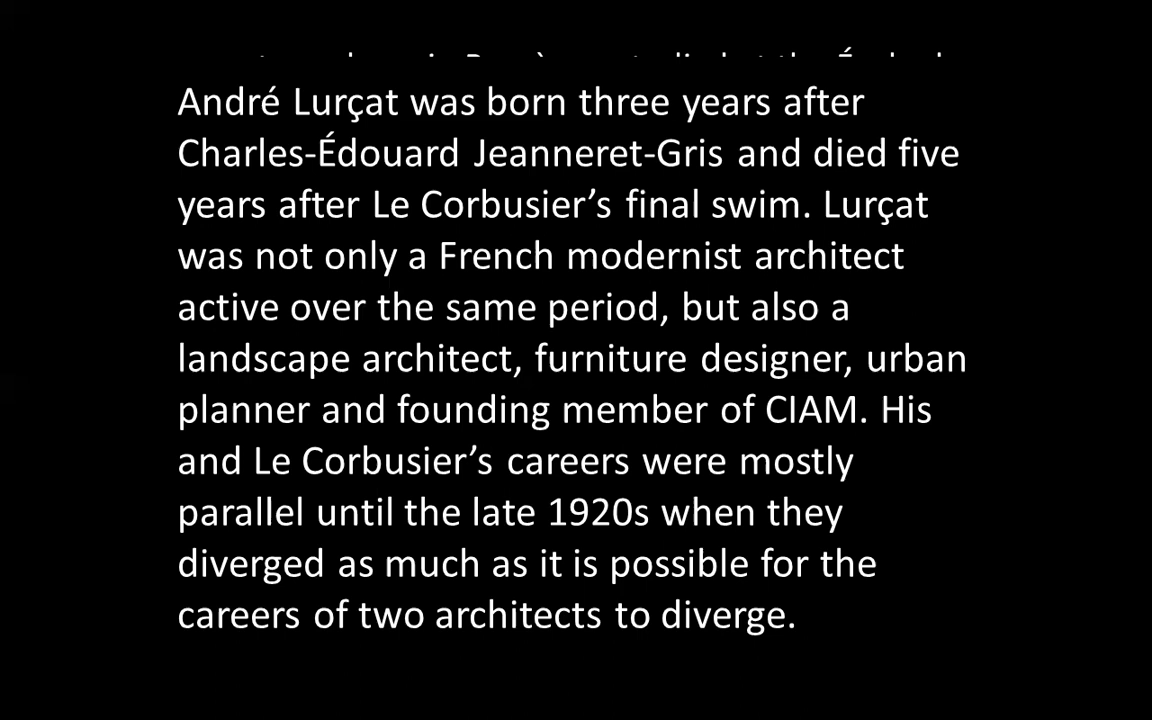 André Lurçat was born three years after
Charles-Édouard Jeanneret-Gris and died five
years after Le Corbusier’s final swim. Lurçat
was not only a French modernist architect
active over the same period, but also a
landscape architect, furniture designer, urban
planner and founding member of CIAM. His
and Le Corbusier’s careers were mostly
parallel until the late 1920s when they
diverged as much as it is possible for the
careers of two architects to diverge.